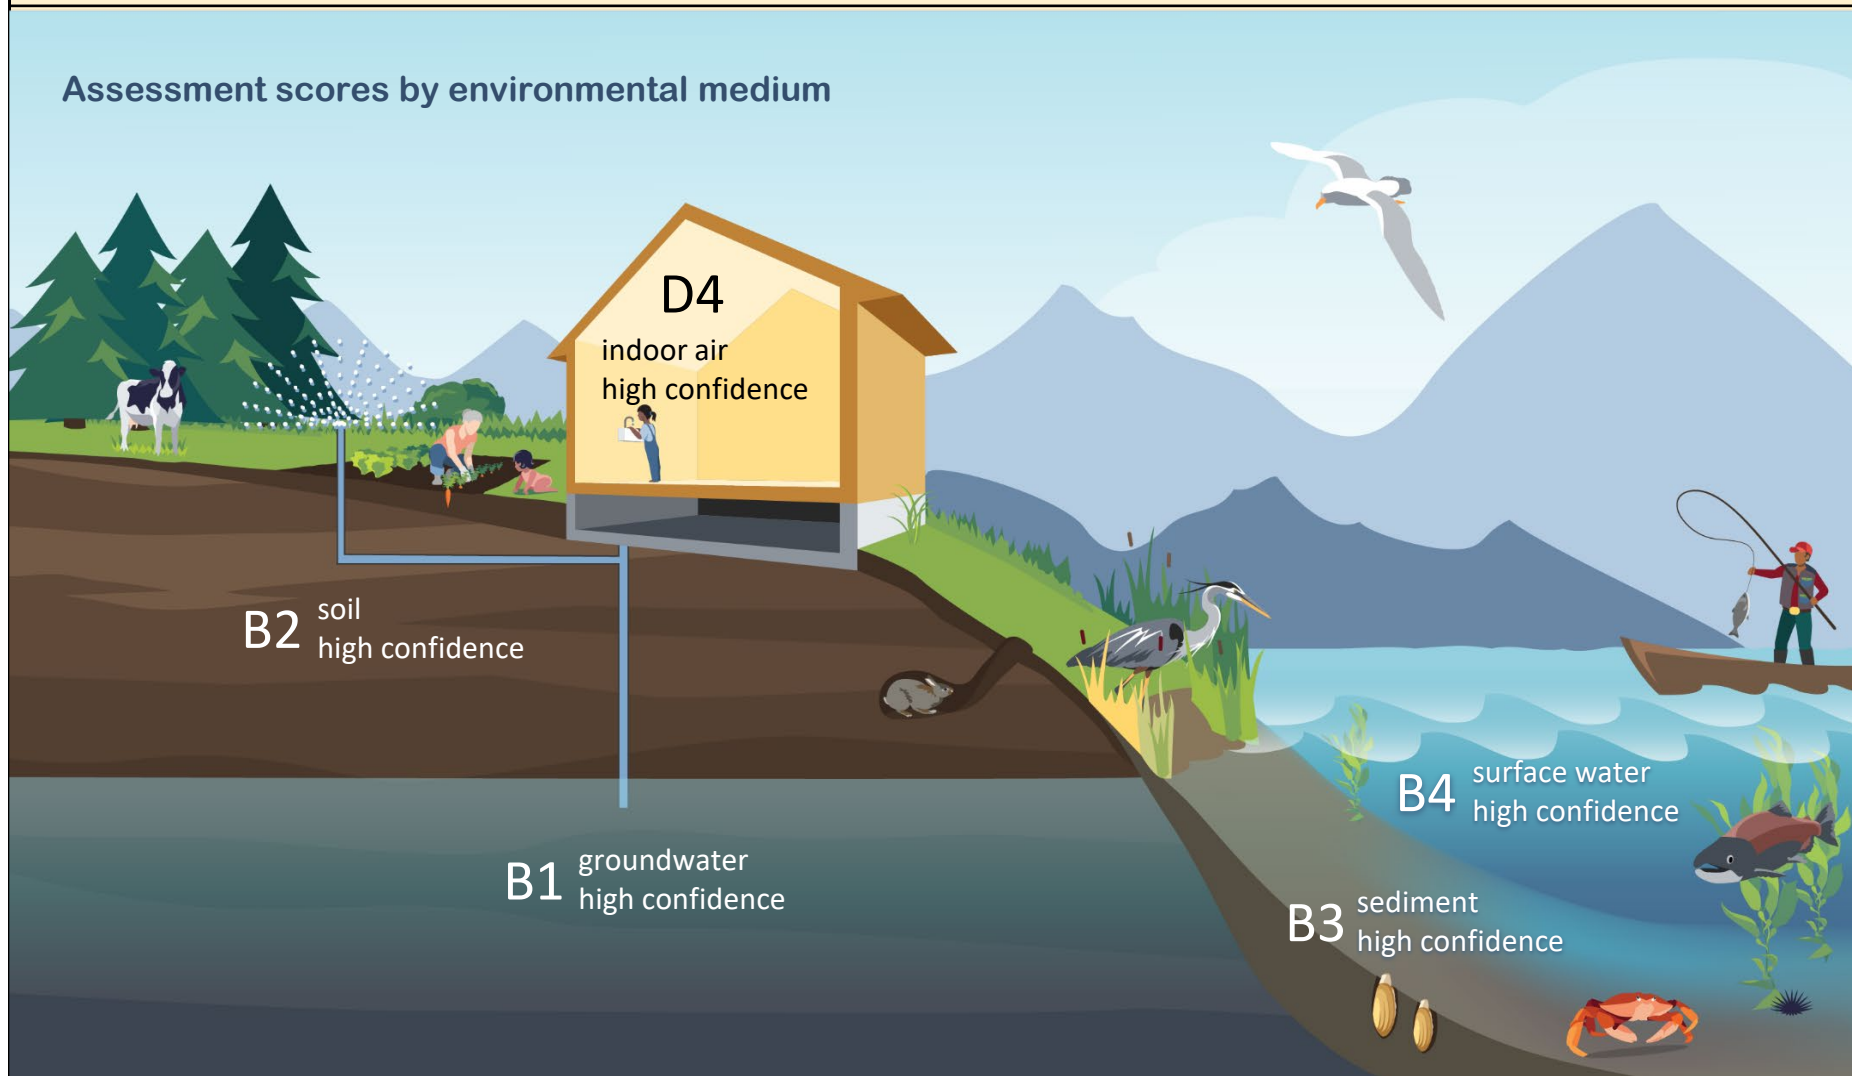 Assessment scores by environmental medium
D4
indoor air
high confidence
B2
soil
high confidence
B4
surface water
high confidence
B1
groundwater
high confidence
B3
sediment
high confidence